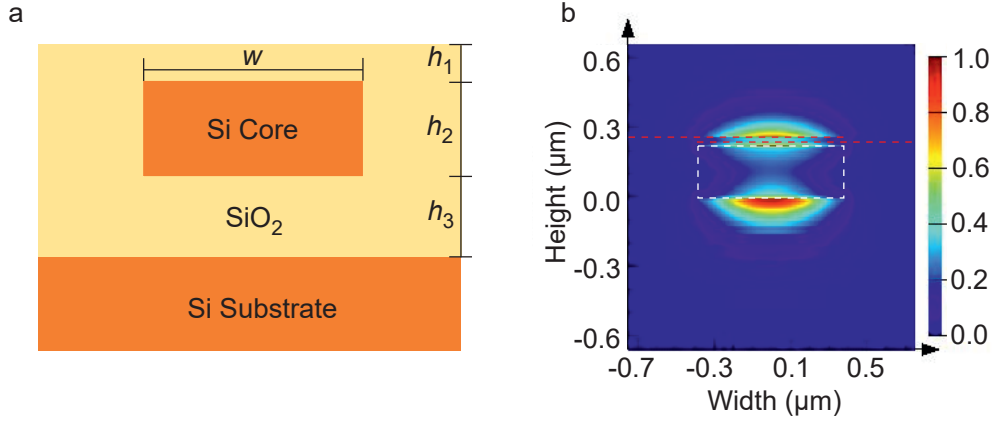 a
w
h1
Si Core
h2
SiO2
h3
Si Substrate
b
Height (µm)
0.6
0.3
0.0
-0.3
-0.6
-0.7
-0.3
0.1
0.5
Width (µm)
1.0
0.8
0.6
0.4
0.2
0.0